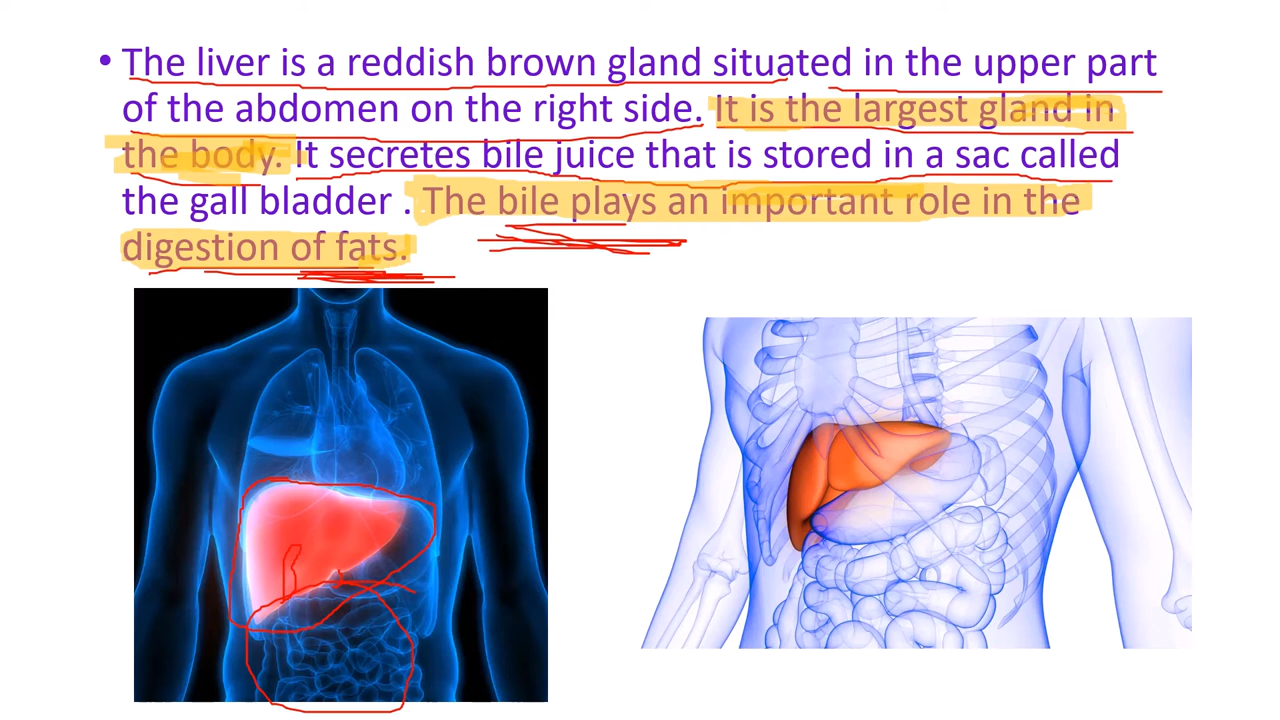 • The liver is a reddish brown gland situated in the upper part
of the abdomen on the right side. It is the largest gland in
the body. It secretes bile juice that is stored in a sac called
the gall bladder . The bile plays an important role in the
digestion of fats.